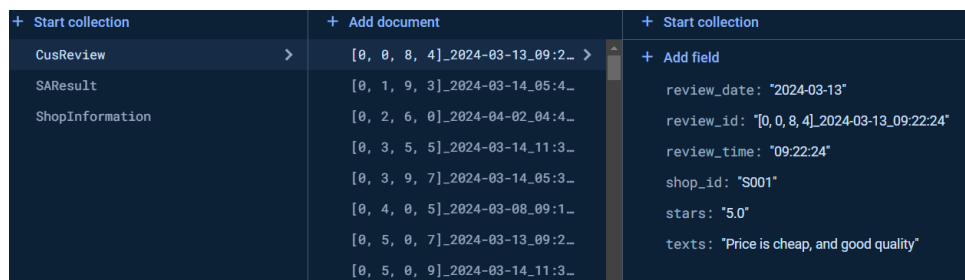 + Start collection
CusReview
SAResult
ShopInformation
+ Add document
[0, 0, 8, 4]_2024-03-13_09:2…
[0, 1, 9, 3]_2024-03-14_05:4…
[0, 2, 6, 0]_2024-04-02_04:4…
[0, 3, 5, 5]_2024-03-14_11:3…
[0, 3, 9, 7]_2024-03-14_05:3…
[0, 4, 0, 5]_2024-03-08_09:1…
[0, 5, 0, 7]_2024-03-13_09:2…
[0, 5, 0, 9]_2024-03-14_11:3…
+ Start collection
+ Add field
review_date: "2024-03-13"
review_id: "[0, 0, 8, 4]_2024-03-13_09:22:24"
review_time: "09:22:24"
shop_id: "S001"
stars: "5.0"
texts: "Price is cheap, and good quality"